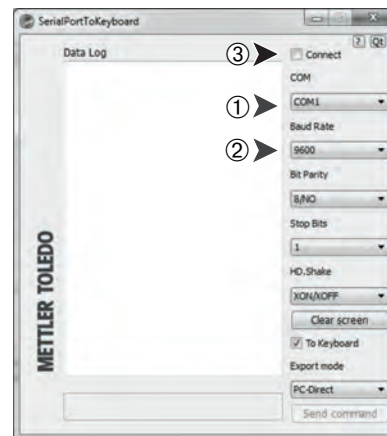 SerialPortToKeyboard
? Qt
Data Log
③ Connect
COM
① COM1
Baud Rate
② 9600
Bit Parity
8/NO
Stop Bits
1
HD.Shake
XON/XOFF
Clear screen
To Keyboard
Export mode
PC-Direct
Send command
METTLER TOLEDO